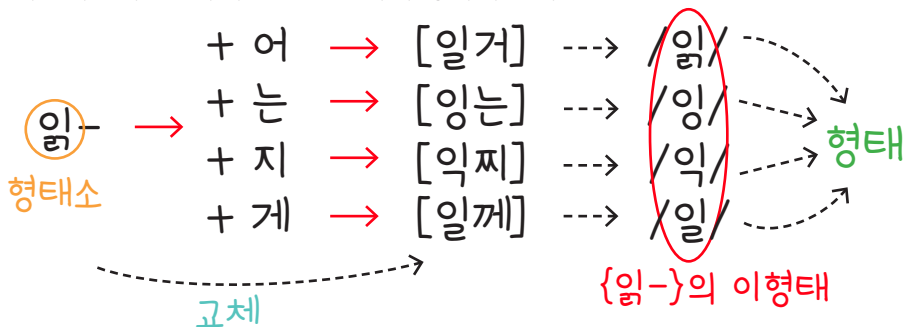 + 어 → [일거] ⇢ /읽/
+ 는 → [잉는] ⇢ /잉/
읽- → 형태
+ 지 → [익찌] ⇢ /익/
형태소
+ 게 → [일께] ⇢ /일/
{읽-}의 이형태
교체